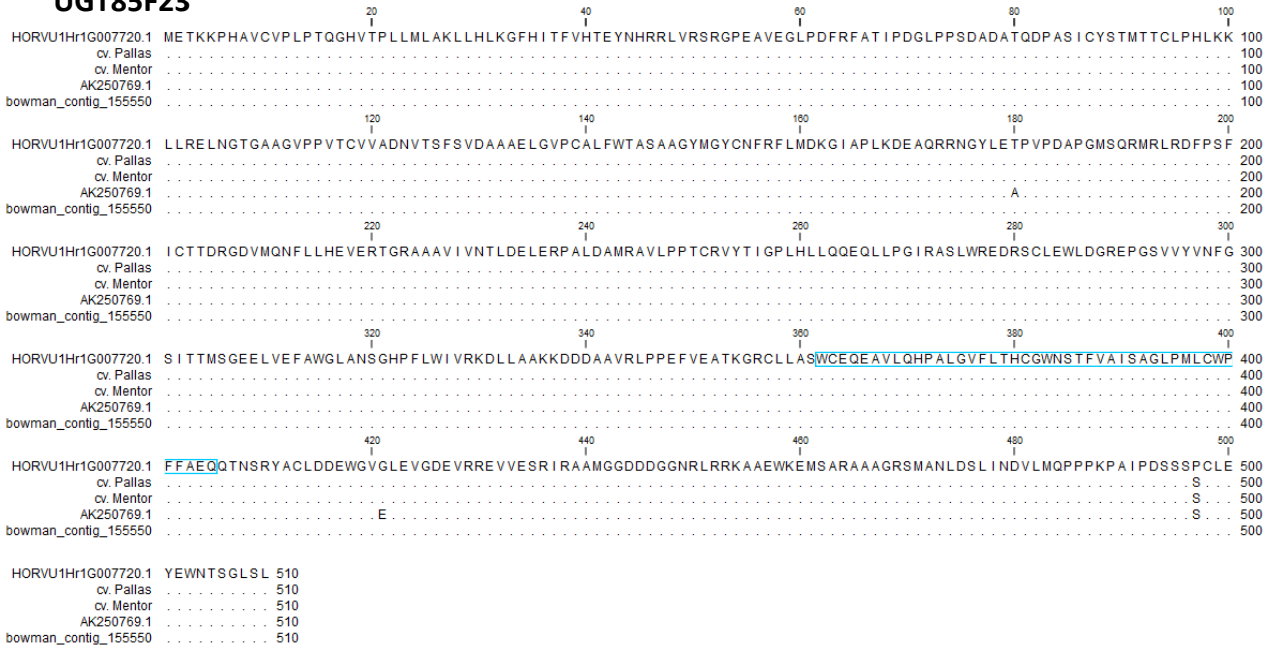 UGT85F23
20 40 60 80 100
HORVU1Hr1G007720.1 METKKPHAVCVPLPTQGHVTPLLMLAKLLHLKGFHITFVHTEYNHRRLVRSRGPEAVEGLPDFRFATIPDGLPPSDADATQDPASICYSTMTTCLPHLKK 100
cv. Pallas .................................................................................................... 100
cv. Mentor .................................................................................................... 100
AK250769.1 .................................................................................................... 100
bowman_contig_155550 .................................................................................................... 100
120 140 160 180 200
HORVU1Hr1G007720.1 LLRELNGTGAAGVPPVTCVVADNVTSFSVDAAAELGVPCALFWTASAAGYMGYCNFRFLMDKGIAPLKDEAQRRNGYLETPVPDAPGMSQRMRLRDFPSF 200
cv. Pallas .................................................................................................... 200
cv. Mentor .................................................................................................... 200
AK250769.1 ...............................................................................A.................... 200
bowman_contig_155550 .................................................................................................... 200
220 240 260 280 300
HORVU1Hr1G007720.1 ICTTDRGDVMQNFLLHEVERTGRAAAVIVNTLDELERPALDAMRAVLPPTCRVYTIGPLHLLQQEQLLPGIRASLWREDRSCLEWLDGREPGSVVYVNFG 300
cv. Pallas .................................................................................................... 300
cv. Mentor .................................................................................................... 300
AK250769.1 .................................................................................................... 300
bowman_contig_155550 .................................................................................................... 300
320 340 360 380 400
HORVU1Hr1G007720.1 SITTMSGEELVEFAWGLANSGHPFLWIVRKDLLAAKKDDDAAVRLPPEFVEATKGRCLLASWCEQEAVLQHPALGVFLTHCGWNSTFVAISAGLPMLCWP 400
cv. Pallas .................................................................................................... 400
cv. Mentor .................................................................................................... 400
AK250769.1 .................................................................................................... 400
bowman_contig_155550 .................................................................................................... 400
420 440 460 480 500
HORVU1Hr1G007720.1 FFAEQQTNSRYACLDDEWGVGLEVGDEVRREVVESRIRAAMGGDDDGGNRLRRKAAEWKEMSARAAAGRSMANLDSLINDVLMQPPPKPAIPDSSSPCLE 500
cv. Pallas ................................................................................................S... 500
cv. Mentor ................................................................................................S... 500
AK250769.1 ....................E...........................................................................S... 500
bowman_contig_155550 .................................................................................................... 500
HORVU1Hr1G007720.1 YEWNTSGLSL 510
cv. Pallas .......... 510
cv. Mentor .......... 510
AK250769.1 .......... 510
bowman_contig_155550 .......... 510